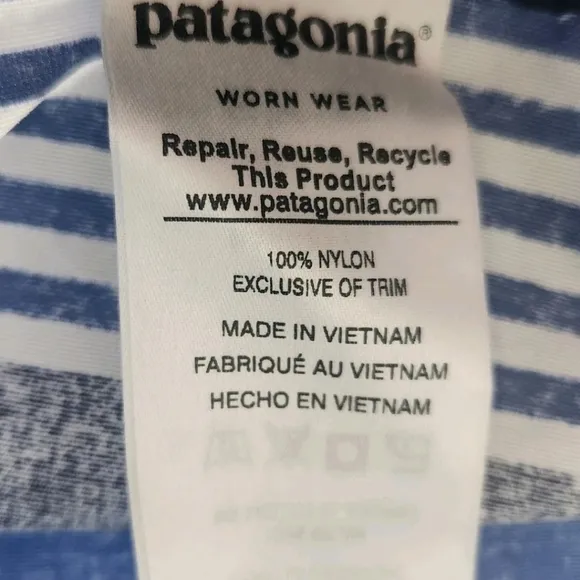 patagonia®
WORN WEAR
Repair, Reuse, Recycle
This Product
www.patagonia.com
100% NYLON
EXCLUSIVE OF TRIM
MADE IN VIETNAM
FABRIQUÉ AU VIETNAM
HECHO EN VIETNAM